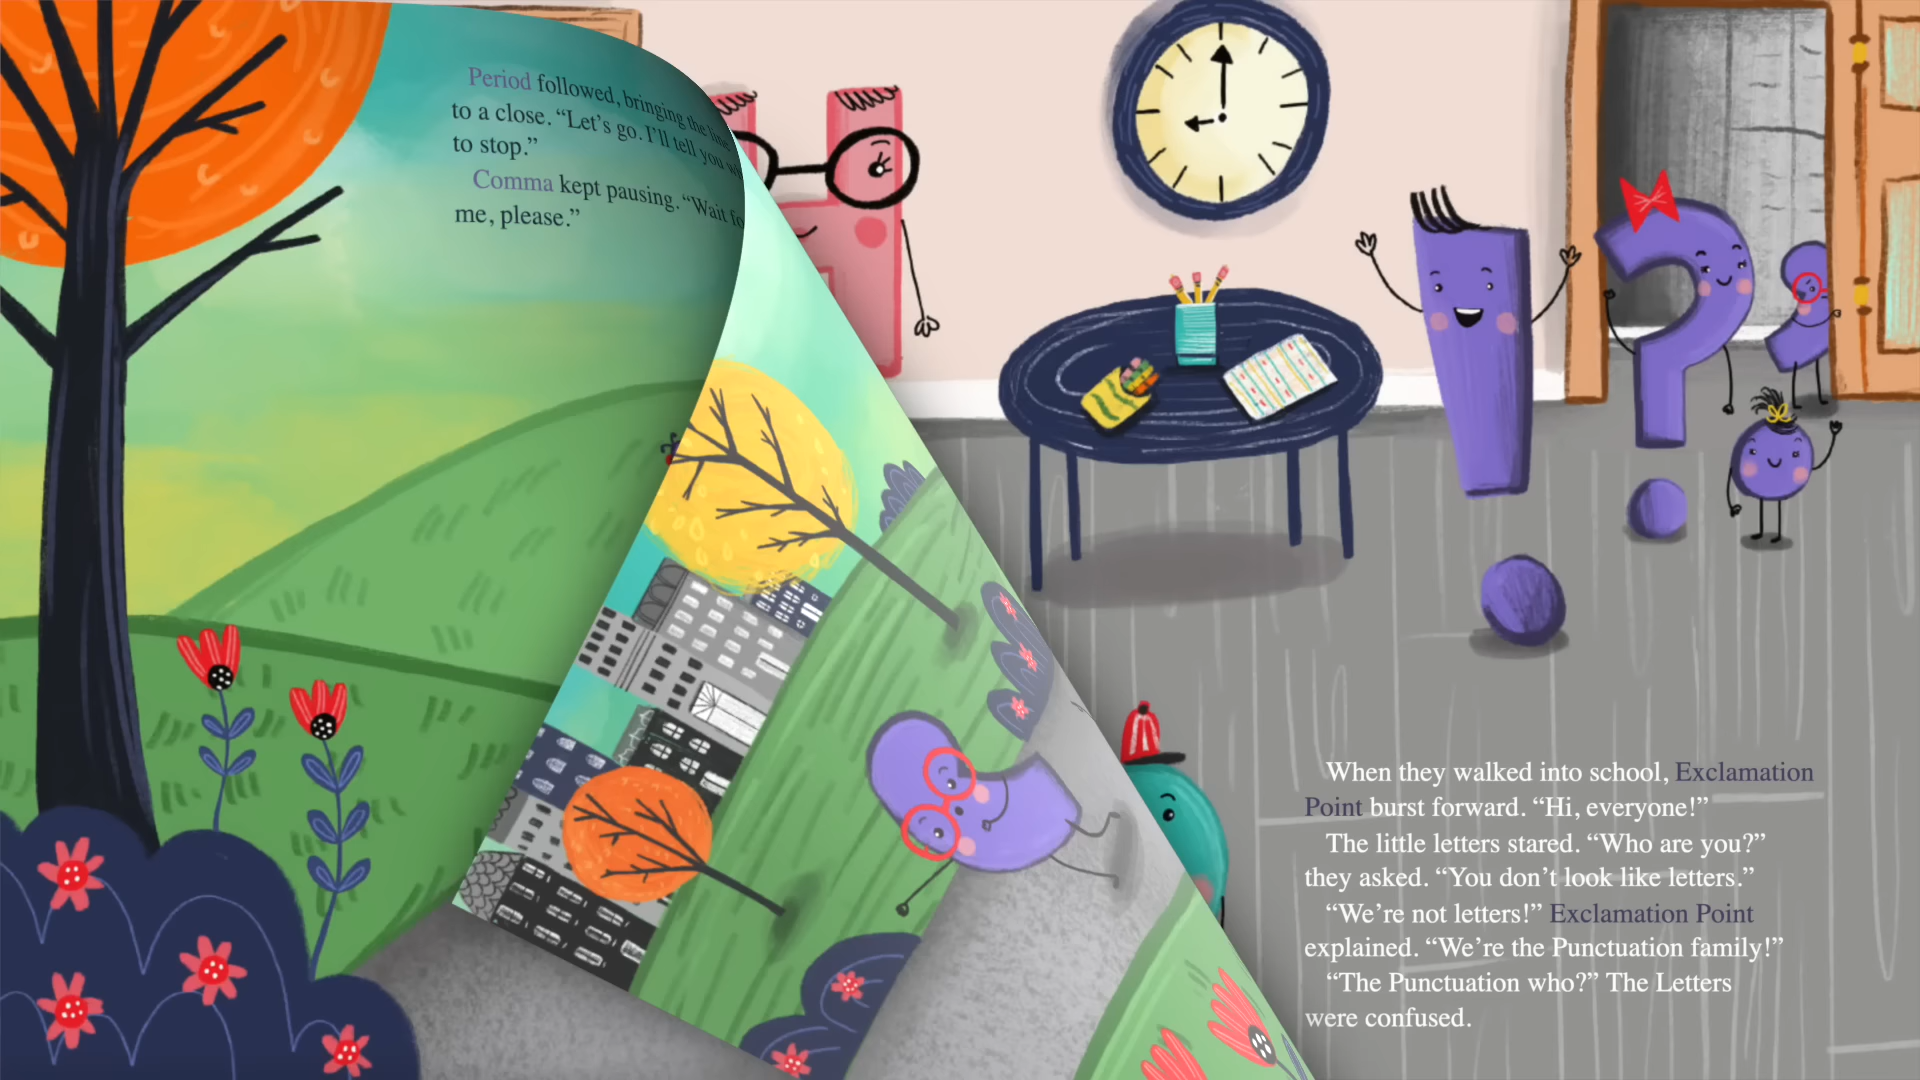 Period followed, bringing the line
to a close. “Let’s go. I’ll tell you
to stop.”
Comma kept pausing. “Wait
me, please.”
When they walked into school, Exclamation
Point burst forward. “Hi, everyone!”
The little letters stared. “Who are you?”
they asked. “You don’t look like letters.”
“We’re not letters!” Exclamation Point
explained. “We’re the Punctuation family!”
“The Punctuation who?” The Letters
were confused.